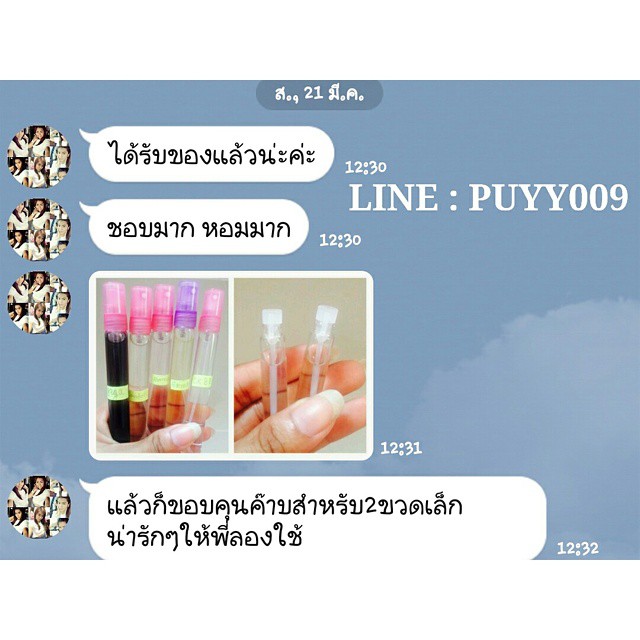 ส., 21 มี.ค.
ได้รับของแล้วน่ะค่ะ
12:30
LINE : PUYY009
ชอบมาก หอมมาก
12:30
12:31
แล้วก็ขอบคุนค๊าบสำหรับ2ขวดเล็ก
น่ารักๆให้พี่ลองใช้
12:32